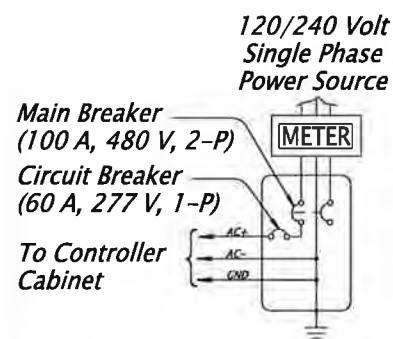 120/240 Volt
Single Phase
Power Source
Main Breaker
(100 A, 480 V, 2-P)
METER
Circuit Breaker
(60 A, 277 V, 1-P)
To Controller
Cabinet
AC+
AC-
GND